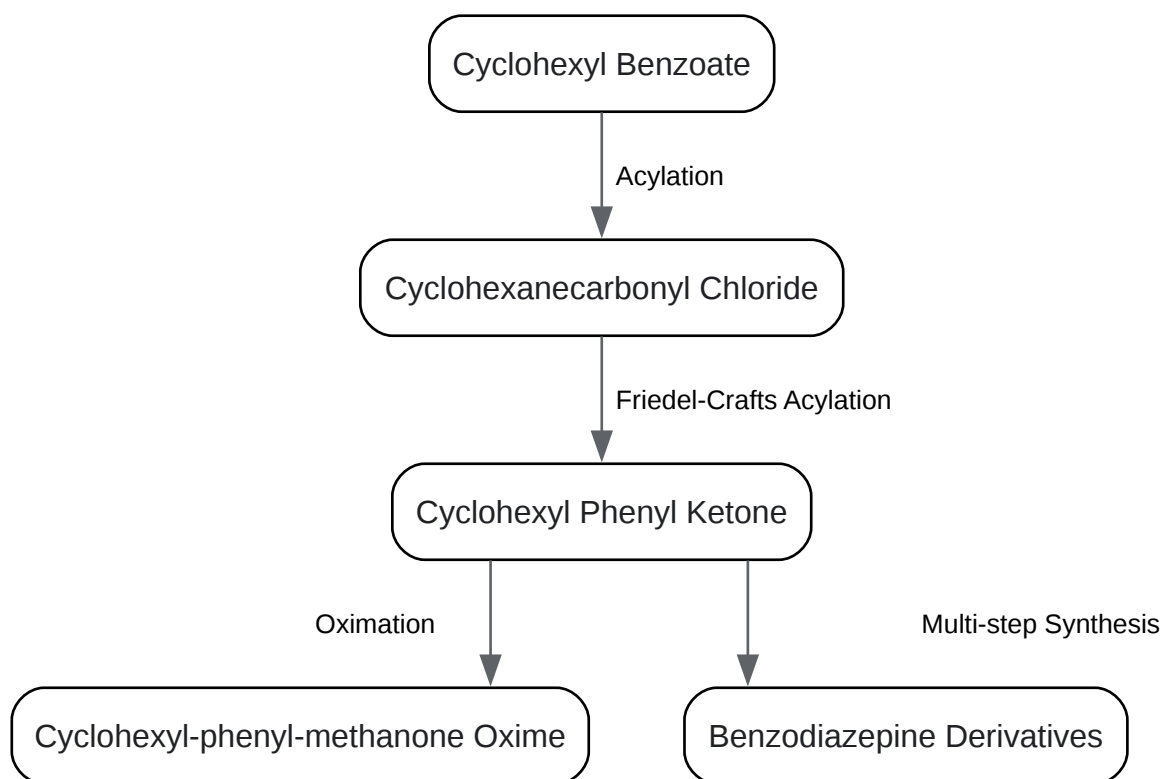 Cyclohexyl Benzoate
Acylation
Cyclohexanecarbonyl Chloride
Friedel-Crafts Acylation
Cyclohexyl Phenyl Ketone
Oximation
Multi-step Synthesis
Cyclohexyl-phenyl-methanone Oxime
Benzodiazepine Derivatives